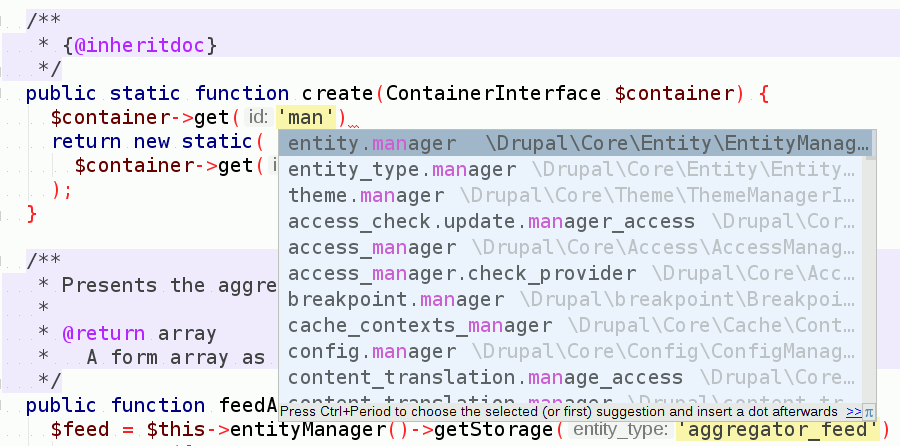 /**
 * {@inheritdoc}
 */
public static function create(ContainerInterface $container) {
$container->get( id: 'man')
return new static(
$container->get(
);
}
entity.manager \Drupal\Core\Entity\EntityManag…
entity_type.manager \Drupal\Core\Entity\Entity…
theme.manager \Drupal\Core\Theme\ThemeManagerI…
access_check.update.manager_access \Drupal\Cor…
access_manager \Drupal\Core\Access\AccessManag…
access_manager.check_provider \Drupal\Core\Acc…
breakpoint.manager \Drupal\breakpoint\Breakpoi…
cache_contexts_manager \Drupal\Core\Cache\Cont…
config.manager \Drupal\Core\Config\ConfigManag…
content_translation.manage_access \Drupal\Core…
Press Ctrl+Period to choose the selected (or first) suggestion and insert a dot afterwards >> π
/**
 * Presents the aggre
 *
 * @return array
 * A form array as
 */
public function feedA
$feed = $this->entityManager()->getStorage( entity_type: 'aggregator_feed')